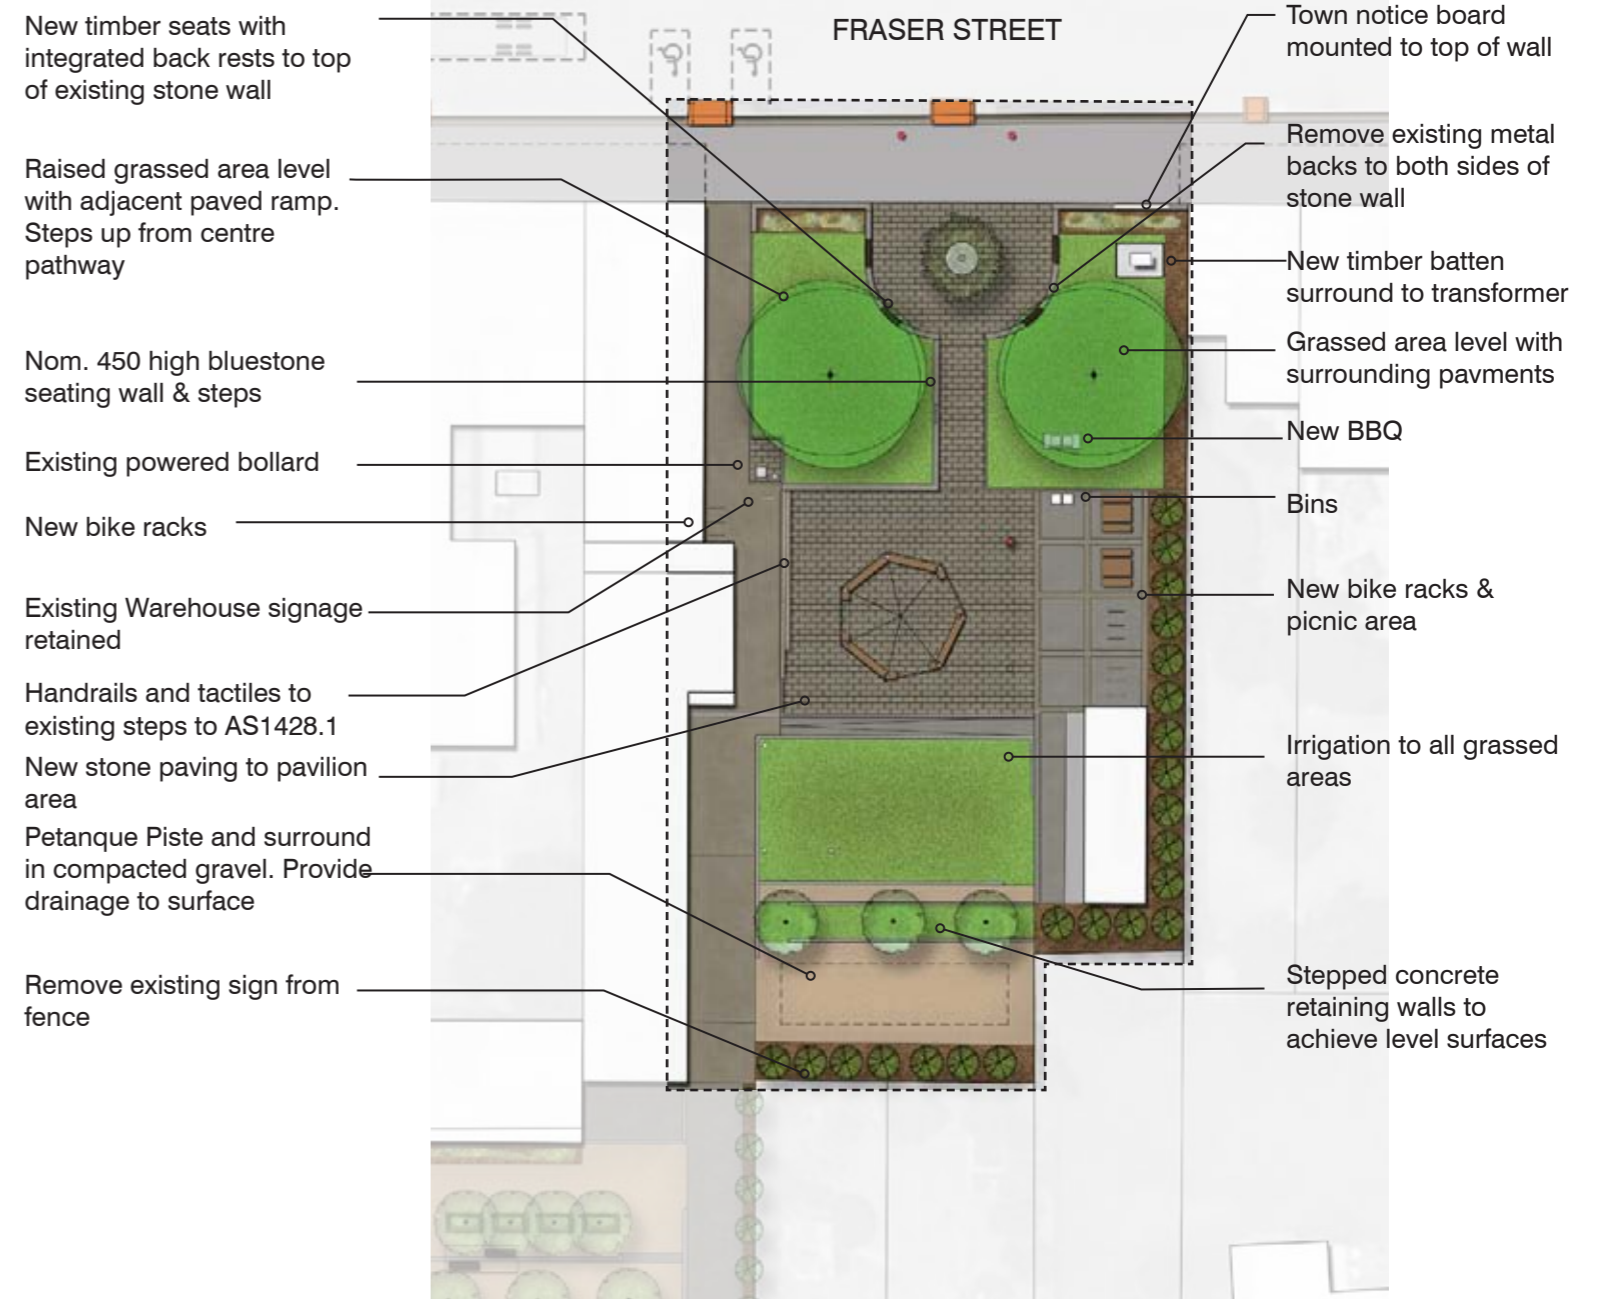 FRASER STREET
New timber seats with
integrated back rests to top
of existing stone wall
Raised grassed area level
with adjacent paved ramp.
Steps up from centre
pathway
Nom. 450 high bluestone
seating wall & steps
Existing powered bollard
New bike racks
Existing Warehouse signage
retained
Handrails and tactiles to
existing steps to AS1428.1
New stone paving to pavilion
area
Petanque Piste and surround
in compacted gravel. Provide
drainage to surface
Remove existing sign from
fence
Town notice board
mounted to top of wall
Remove existing metal
backs to both sides of
stone wall
New timber batten
surround to transformer
Grassed area level with
surrounding pavments
New BBQ
Bins
New bike racks &
picnic area
Irrigation to all grassed
areas
Stepped concrete
retaining walls to
achieve level surfaces